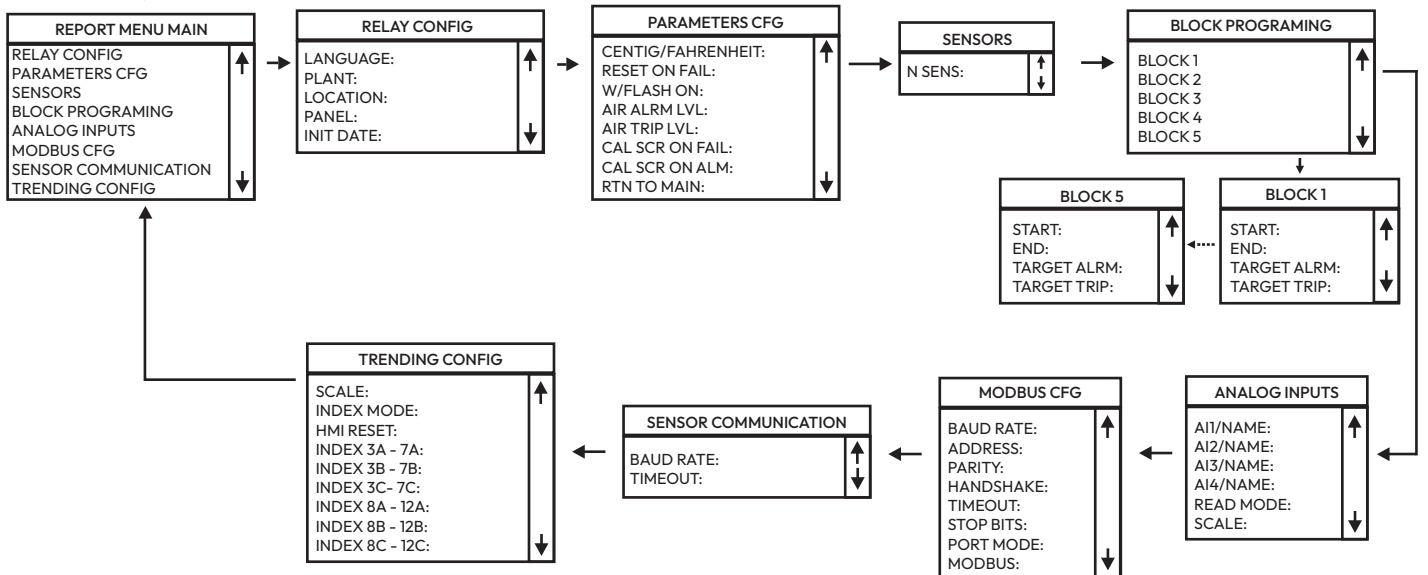 REPORT MENU MAIN
RELAY CONFIG
PARAMETERS CFG
SENSORS
BLOCK PROGRAMING
ANALOG INPUTS
MODBUS CFG
SENSOR COMMUNICATION
TRENDING CONFIG
RELAY CONFIG
LANGUAGE:
PLANT:
LOCATION:
PANEL:
INIT DATE:
PARAMETERS CFG
CENTIG/FAHRENHEIT:
RESET ON FAIL:
W/FLASH ON:
AIR ALRM LVL:
AIR TRIP LVL:
CAL SCR ON FAIL:
CAL SCR ON ALM:
RTN TO MAIN:
SENSORS
N SENS:
BLOCK PROGRAMING
BLOCK 1
BLOCK 2
BLOCK 3
BLOCK 4
BLOCK 5
BLOCK 1
START:
END:
TARGET ALRM:
TARGET TRIP:
BLOCK 5
START:
END:
TARGET ALRM:
TARGET TRIP:
ANALOG INPUTS
AI1/NAME:
AI2/NAME:
AI3/NAME:
AI4/NAME:
READ MODE:
SCALE:
MODBUS CFG
BAUD RATE:
ADDRESS:
PARITY:
HANDSHAKE:
TIMEOUT:
STOP BITS:
PORT MODE:
MODBUS:
SENSOR COMMUNICATION
BAUD RATE:
TIMEOUT:
TRENDING CONFIG
SCALE:
INDEX MODE:
HMI RESET:
INDEX 3A - 7A:
INDEX 3B - 7B:
INDEX 3C- 7C:
INDEX 8A - 12A:
INDEX 8B - 12B:
INDEX 8C - 12C: